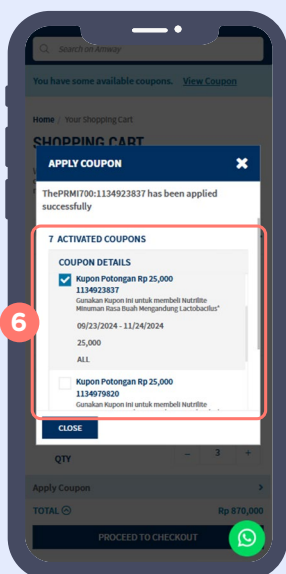 Search on Amway
You have some available coupons. View Coupon
Home / Your Shopping Cart
SHOPPING CART
APPLY COUPON
ThePRMI700:1134923837 has been applied
successfully
7 ACTIVATED COUPONS
COUPON DETAILS
Kupon Potongan Rp 25,000
1134923837
Gunakan Kupon Ini untuk membeli Nutrilite
Minuman Rasa Buah Mengandung Lactobacilus"
09/23/2024 - 11/24/2024
25,000
ALL
6
Kupon Potongan Rp 25,000
1134979820
Gunakan Kupon Ini untuk membeli Nutrilite
CLOSE
QTY - 3 +
Apply Coupon >
TOTAL Rp 870,000
PROCEED TO CHECKOUT